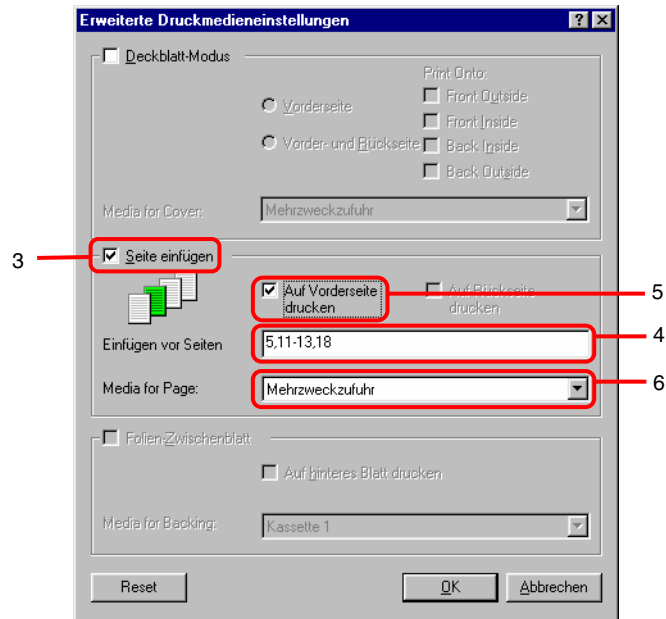 Erweiterte Druckmedieneinstellungen
Deckblatt-Modus
Print Onto:
Vorderseite
Front Outside
Front Inside
Vorder- und Rückseite
Back Inside
Back Outside
Media for Cover:
Mehrzweckzufuhr
3
Seite einfügen
Auf Vorderseite drucken
5
Auf Rückseite drucken
Einfügen vor Seiten
5,11-13,18
4
Media for Page:
Mehrzweckzufuhr
6
Folien-Zwischenblatt
Auf hinteres Blatt drucken
Media for Backing:
Kassette 1
Reset
OK
Abbrechen